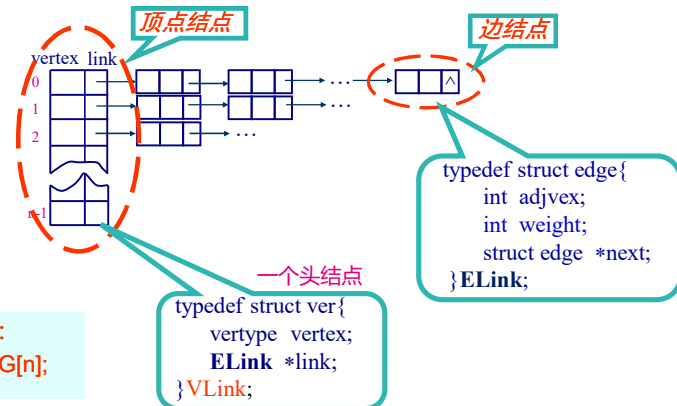 顶点结点
边结点
vertex link
0
1
2
n-1
…
…
…
^
typedef struct edge{
int adjvex;
int weight;
struct edge *next;
}ELink;
一个头结点
typedef struct ver{
vertype vertex;
ELink *link;
}VLink;
:
G[n];